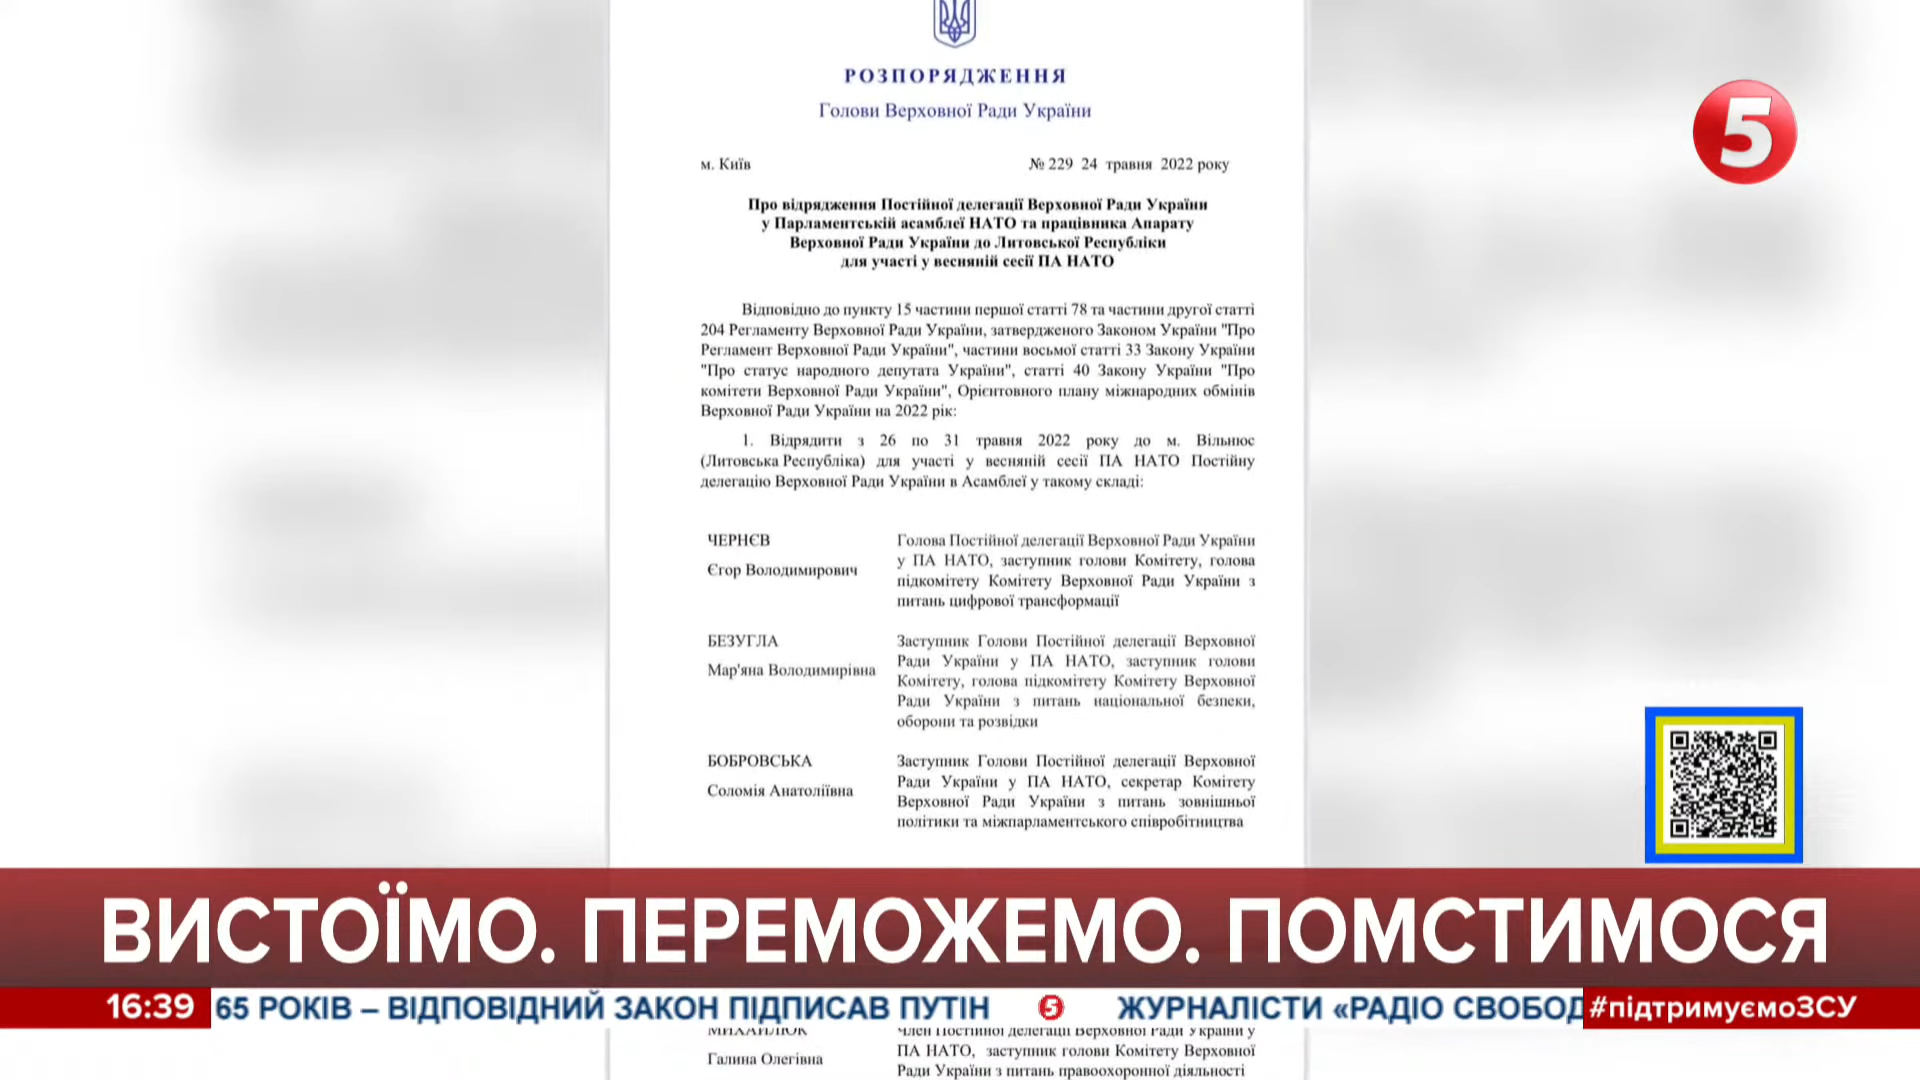 РОЗПОРЯДЖЕННЯ
Голови Верховної Ради України
м. Київ
№ 229 24 травня 2022 року
Про відрядження Постійної делегації Верховної Ради України
у Парламентській асамблеї НАТО та працівника Апарату
Верховної Ради України до Литовської Республіки
для участі у весняній сесії ПА НАТО
Відповідно до пункту 15 частини першої статті 78 та частини другої статті
204 Регламенту Верховної Ради України, затвердженого Законом України "Про
Регламент Верховної Ради України", частини восьмої статті 33 Закону України
"Про статус народного депутата України", статті 40 Закону України "Про
комітети Верховної Ради України", Орієнтовного плану міжнародних обмінів
Верховної Ради України на 2022 рік:
1. Відрядити з 26 по 31 травня 2022 року до м. Вільнюс
(Литовська Республіка) для участі у весняній сесії ПА НАТО Постійну
делегацію Верховної Ради України в Асамблеї у такому складі:
ЧЕРНЄВ
Єгор Володимирович
Голова Постійної делегації Верховної Ради України
у ПА НАТО, заступник голови Комітету, голова
підкомітету Комітету Верховної Ради України з
питань цифрової трансформації
БЕЗУГЛА
Мар'яна Володимирівна
Заступник Голови Постійної делегації Верховної
Ради України у ПА НАТО, заступник голови
Комітету, голова підкомітету Комітету Верховної
Ради України з питань національної безпеки,
оборони та розвідки
БОБРОВСЬКА
Соломія Анатоліївна
Заступник Голови Постійної делегації Верховної
Ради України у ПА НАТО, секретар Комітету
Верховної Ради України з питань зовнішньої
політики та міжпарламентського співробітництва
5
ВИСТОЇМО. ПЕРЕМОЖЕМО. ПОМСТИМОСЯ
16:39
65 РОКІВ – ВІДПОВІДНИЙ ЗАКОН ПІДПИСАВ ПУТІН 5 ЖУРНАЛІСТИ «РАДІО СВОБОД
#підтримуємоЗСУ
МИХАЙЛЮК
Галина Олегівна
Член Постійної делегації Верховної Ради України у
ПА НАТО, заступник голови Комітету Верховної
Ради України з питань правоохоронної діяльності